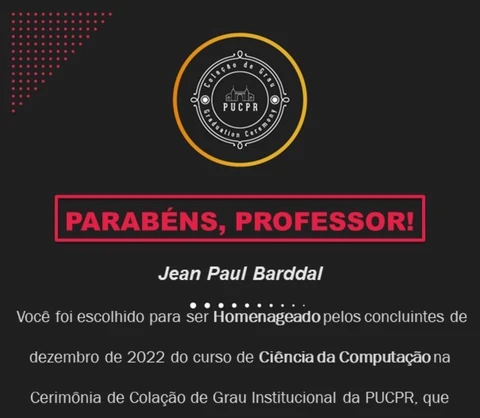 Colação de Grau
PUCPR
Graduation Ceremony
PARABÉNS, PROFESSOR!
Jean Paul Barddal
Você foi escolhido para ser Homenageado pelos concluintes de
dezembro de 2022 do curso de Ciência da Computação na
Cerimônia de Colação de Grau Institucional da PUCPR, que